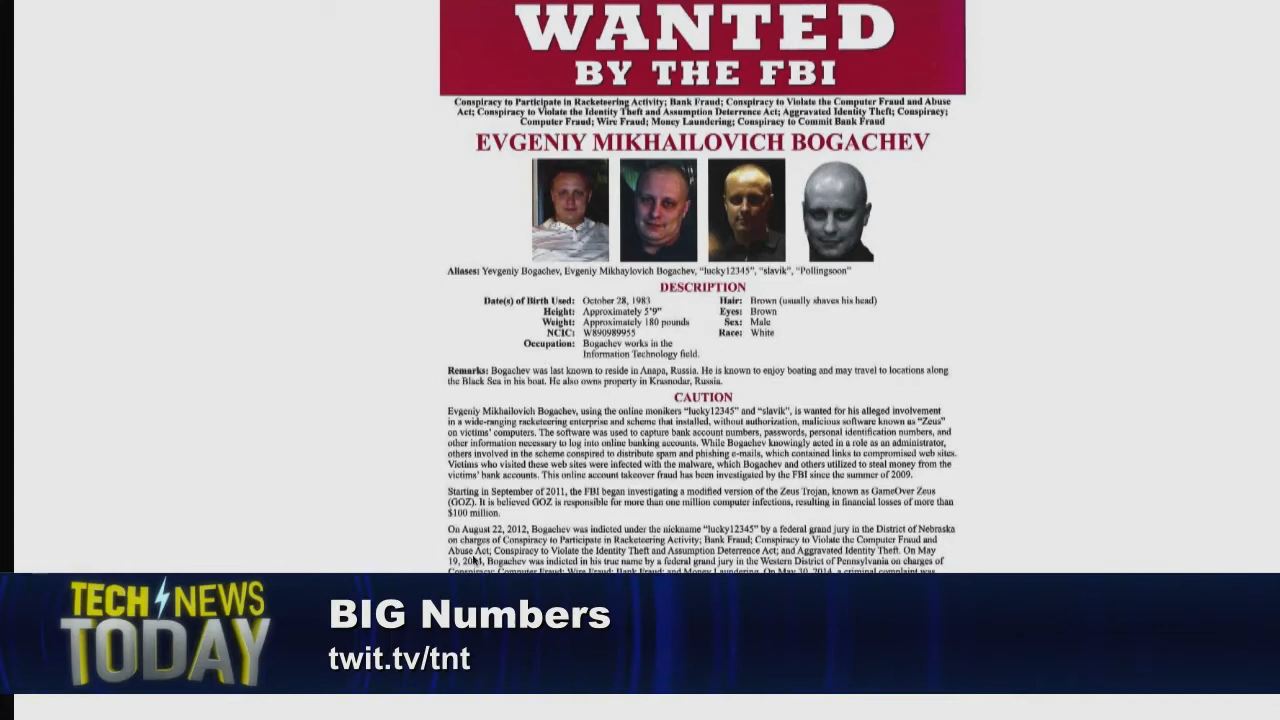 WANTED
BY THE FBI
Conspiracy to Participate in Racketeering Activity; Bank Fraud; Conspiracy to Violate the Computer Fraud and Abuse
Act; Conspiracy to Violate the Identity Theft and Assumption Deterrence Act; Aggravated Identity Theft; Conspiracy;
Computer Fraud; Wire Fraud; Money Laundering; Conspiracy to Commit Bank Fraud
EVGENIY MIKHAILOVICH BOGACHEV
Aliases: Yevgeniy Bogachev, Evgeniy Mikhaylovich Bogachev, "lucky12345", "slavik", "Pollingsoon"
DESCRIPTION
Date(s) of Birth Used: October 28, 1983 Hair: Brown (usually shaves his head)
Height: Approximately 5'9" Eyes: Brown
Weight: Approximately 180 pounds Sex: Male
NCIC: W890989955 Race: White
Occupation: Bogachev works in the
Information Technology field.
Remarks: Bogachev was last known to reside in Anapa, Russia. He is known to enjoy boating and may travel to locations along
the Black Sea in his boat. He also owns property in Krasnodar, Russia.
CAUTION
Evgeniy Mikhailovich Bogachev, using the online monikers "lucky12345" and "slavik", is wanted for his alleged involvement
in a wide-ranging racketeering enterprise and scheme that installed, without authorization, malicious software known as "Zeus"
on victims' computers. The software was used to capture bank account numbers, passwords, personal identification numbers, and
other information necessary to log into online banking accounts. While Bogachev knowingly acted in a role as an administrator,
others involved in the scheme conspired to distribute spam and phishing e-mails, which contained links to compromised web sites.
Victims who visited these web sites were infected with the malware, which Bogachev and others utilized to steal money from the
victims' bank accounts. This online account takeover fraud has been investigated by the FBI since the summer of 2009.
Starting in September of 2011, the FBI began investigating a modified version of the Zeus Trojan, known as GameOver Zeus
(GOZ). It is believed GOZ is responsible for more than one million computer infections, resulting in financial losses of more than
$100 million.
On August 22, 2012, Bogachev was indicted under the nickname "lucky12345" by a federal grand jury in the District of Nebraska
on charges of Conspiracy to Participate in Racketeering Activity; Bank Fraud; Conspiracy to Violate the Computer Fraud and
Abuse Act; Conspiracy to Violate the Identity Theft and Assumption Deterrence Act; and Aggravated Identity Theft. On May
19, 2014, Bogachev was indicted in his true name by a federal grand jury in the Western District of Pennsylvania on charges of
Conspiracy; Computer Fraud; Wire Fraud; Bank Fraud; and Money Laundering. On May 30, 2014, a criminal complaint was
TECH NEWS
TODAY
BIG Numbers
twit.tv/tnt